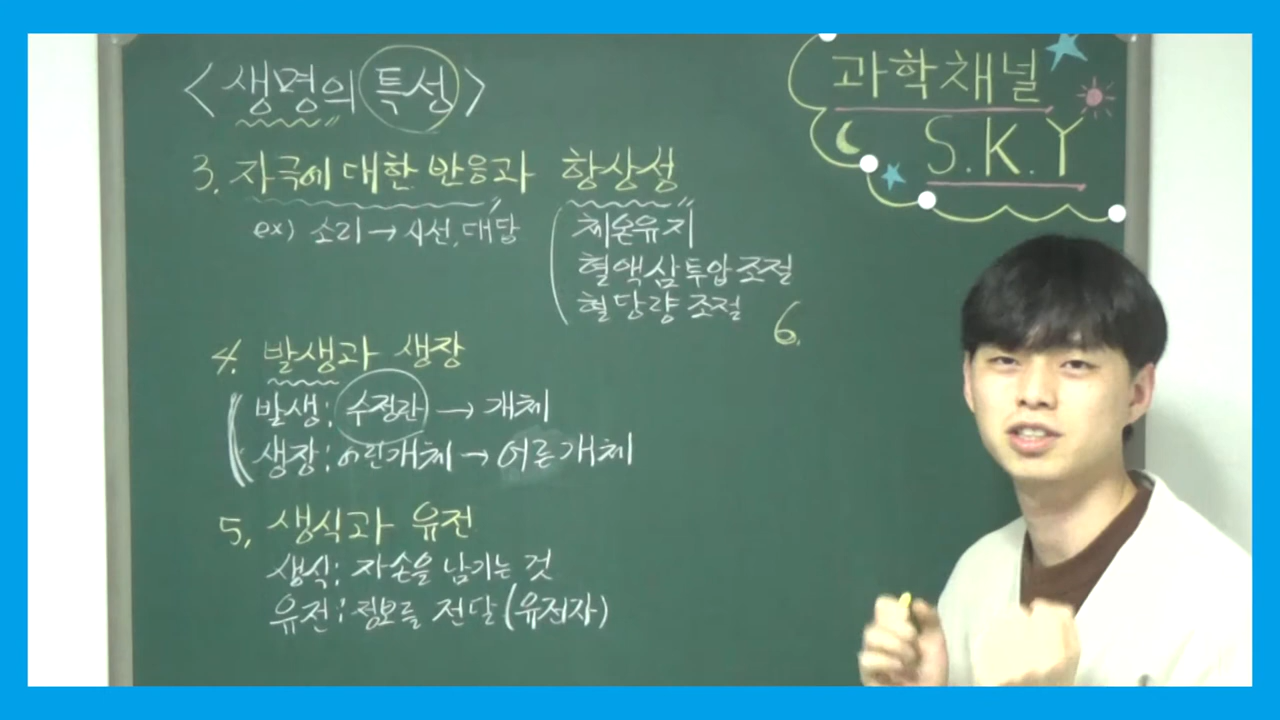 <생명의 특성>
3. 자극에 대한 반응과 항상성
ex) 소리→시선, 대답
체온유지
혈액삼투압 조절
혈당량 조절
4. 발생과 생장
발생: 수정란 → 개체
생장: 어린개체 → 어른개체
5. 생식과 유전
생식: 자손을 남기는 것
유전: 정보를 전달(유전자)
6.
과학채널
S.K.Y